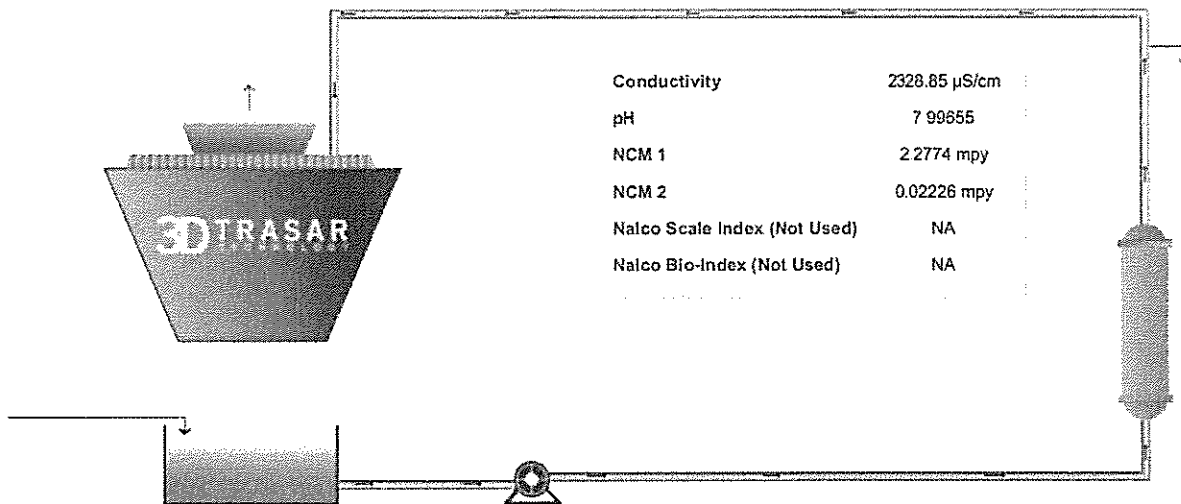 Conductivity 2328.85 µS/cm
pH 7 99655
NCM 1 2.2774 mpy
NCM 2 0.02226 mpy
Nalco Scale Index (Not Used) NA
Nalco Bio-Index (Not Used) NA
3D TRASAR